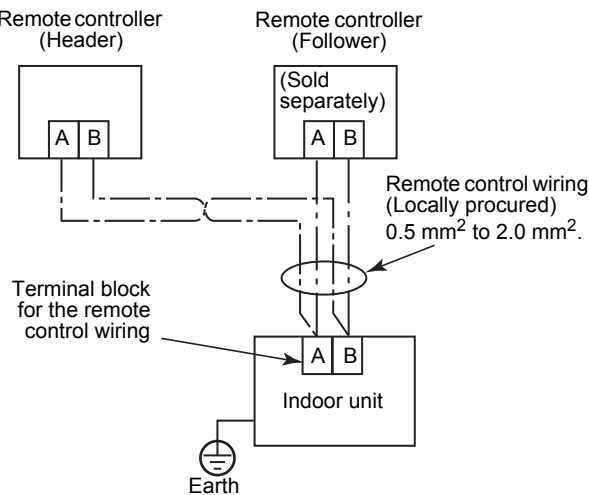 Remote controller
(Header)
Remote controller
(Follower)
(Sold
separately)
A B
A B
Remote control wiring
(Locally procured)
0.5 mm² to 2.0 mm².
Terminal block
for the remote
control wiring
A B
Indoor unit
Earth